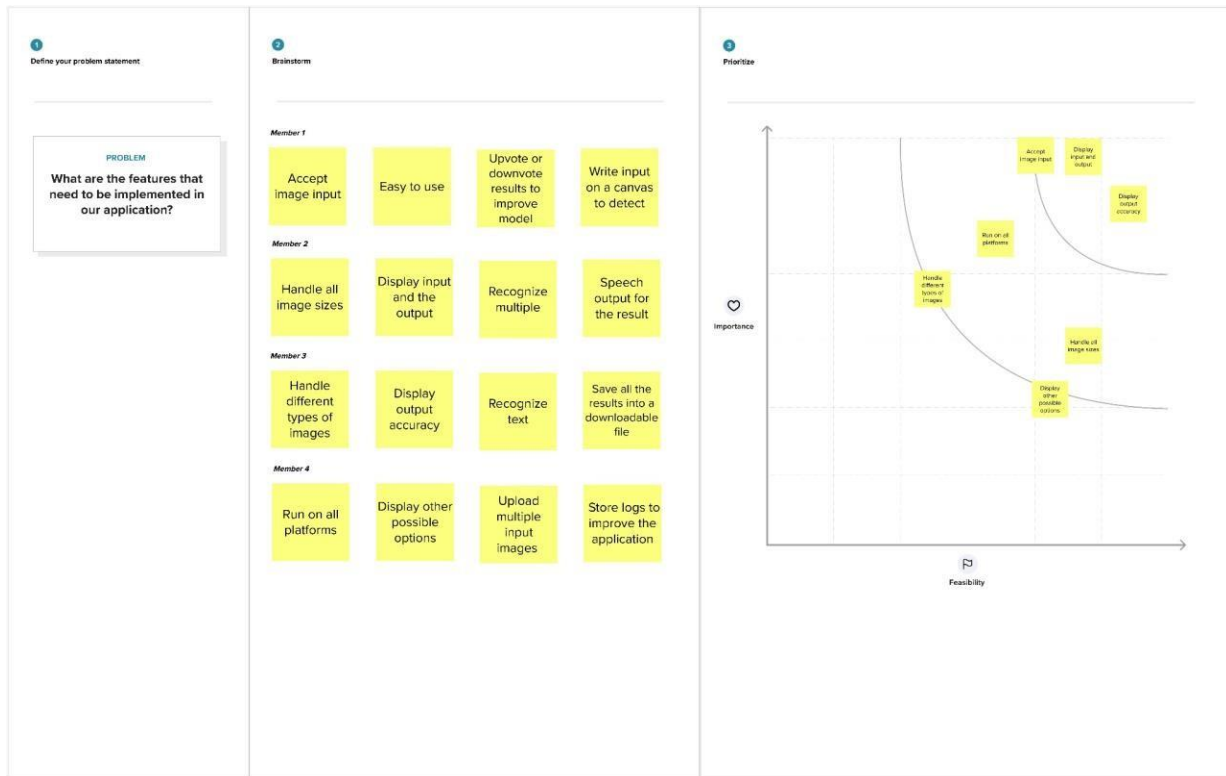 1
Define your problem statement
PROBLEM
What are the features that
need to be implemented in
our application?
2
Brainstorm
Member 1
Accept
image input
Easy to use
Upvote or
downvote
results to
improve
model
Write input
on a canvas
to detect
Member 2
Handle all
image sizes
Display input
and the
output
Recognize
multiple
Speech
output for
the result
Member 3
Handle
different
types of
images
Display
output
accuracy
Recognize
text
Save all the
results into a
downloadable
file
Member 4
Run on all
platforms
Display other
possible
options
Upload
multiple
input
images
Store logs to
improve the
application
3
Prioritize
Accept
image input
Display
input and
output
Display
output
accuracy
Run on all
platforms
Handle
different
types of
images
Importance
Handle all
image sizes
Display
other
possible
options
Feasibility